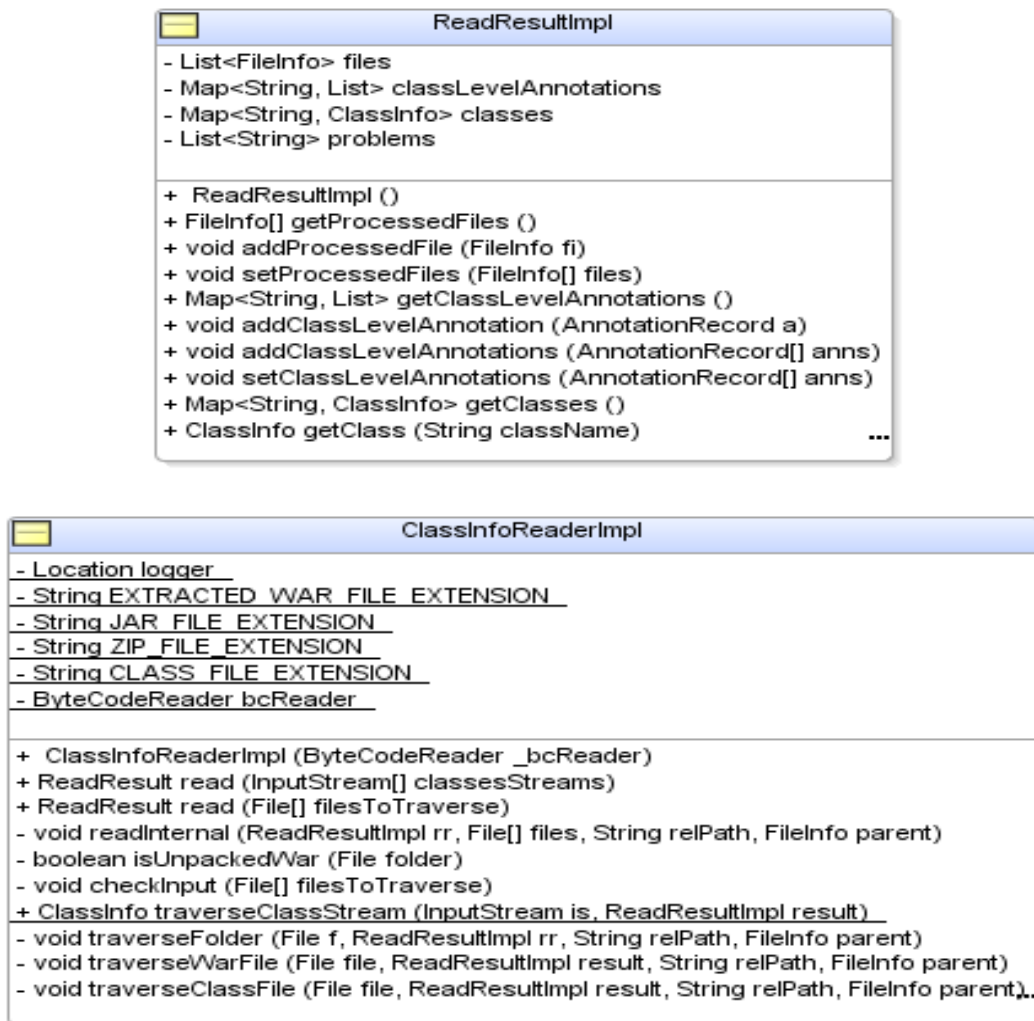 ReadResultImpl
- List<FileInfo> files
- Map<String, List> classLevelAnnotations
- Map<String, ClassInfo> classes
- List<String> problems
+ ReadResultImpl ()
+ FileInfo[] getProcessedFiles ()
+ void addProcessedFile (FileInfo fi)
+ void setProcessedFiles (FileInfo[] files)
+ Map<String, List> getClassLevelAnnotations ()
+ void addClassLevelAnnotation (AnnotationRecord a)
+ void addClassLevelAnnotations (AnnotationRecord[] anns)
+ void setClassLevelAnnotations (AnnotationRecord[] anns)
+ Map<String, ClassInfo> getClasses ()
+ ClassInfo getClass (String className) ...
ClassInfoReaderImpl
- Location logger
- String EXTRACTED_WAR_FILE_EXTENSION
- String JAR_FILE_EXTENSION
- String ZIP_FILE_EXTENSION
- String CLASS_FILE_EXTENSION
- ByteCodeReader bcReader
+ ClassInfoReaderImpl (ByteCodeReader _bcReader)
+ ReadResult read (InputStream[] classesStreams)
+ ReadResult read (File[] filesToTraverse)
- void readInternal (ReadResultImpl rr, File[] files, String relPath, FileInfo parent)
- boolean isUnpackedWar (File folder)
- void checkInput (File[] filesToTraverse)
+ ClassInfo traverseClassStream (InputStream is, ReadResultImpl result)
- void traverseFolder (File f, ReadResultImpl rr, String relPath, FileInfo parent)
- void traverseWarFile (File file, ReadResultImpl result, String relPath, FileInfo parent)
- void traverseClassFile (File file, ReadResultImpl result, String relPath, FileInfo parent)...